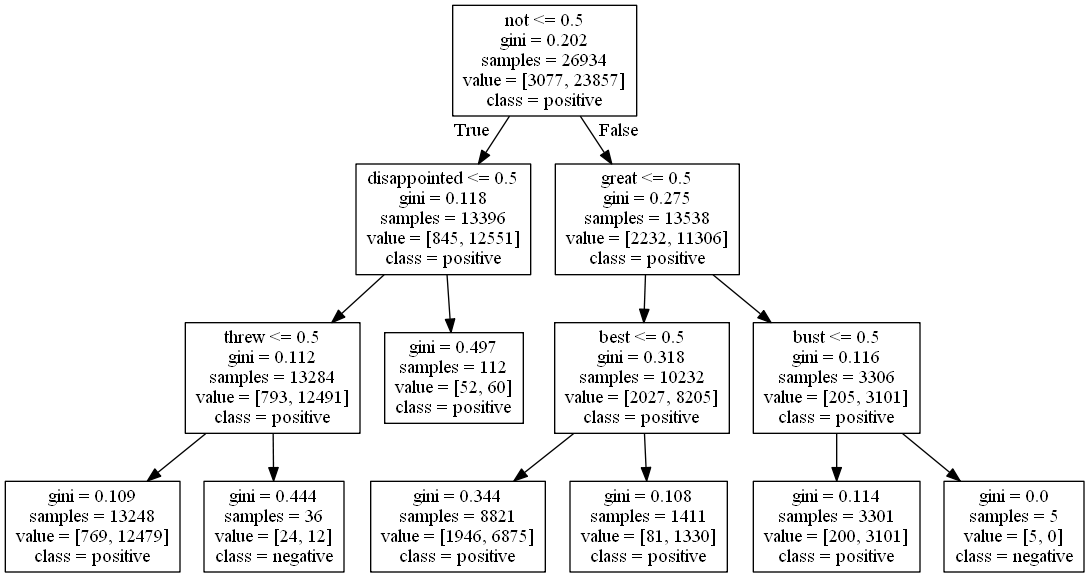 not <= 0.5
gini = 0.202
samples = 26934
value = [3077, 23857]
class = positive
True
False
disappointed <= 0.5
gini = 0.118
samples = 13396
value = [845, 12551]
class = positive
great <= 0.5
gini = 0.275
samples = 13538
value = [2232, 11306]
class = positive
threw <= 0.5
gini = 0.112
samples = 13284
value = [793, 12491]
class = positive
gini = 0.497
samples = 112
value = [52, 60]
class = positive
best <= 0.5
gini = 0.318
samples = 10232
value = [2027, 8205]
class = positive
bust <= 0.5
gini = 0.116
samples = 3306
value = [205, 3101]
class = positive
gini = 0.109
samples = 13248
value = [769, 12479]
class = positive
gini = 0.444
samples = 36
value = [24, 12]
class = negative
gini = 0.344
samples = 8821
value = [1946, 6875]
class = positive
gini = 0.108
samples = 1411
value = [81, 1330]
class = positive
gini = 0.114
samples = 3301
value = [200, 3101]
class = positive
gini = 0.0
samples = 5
value = [5, 0]
class = negative